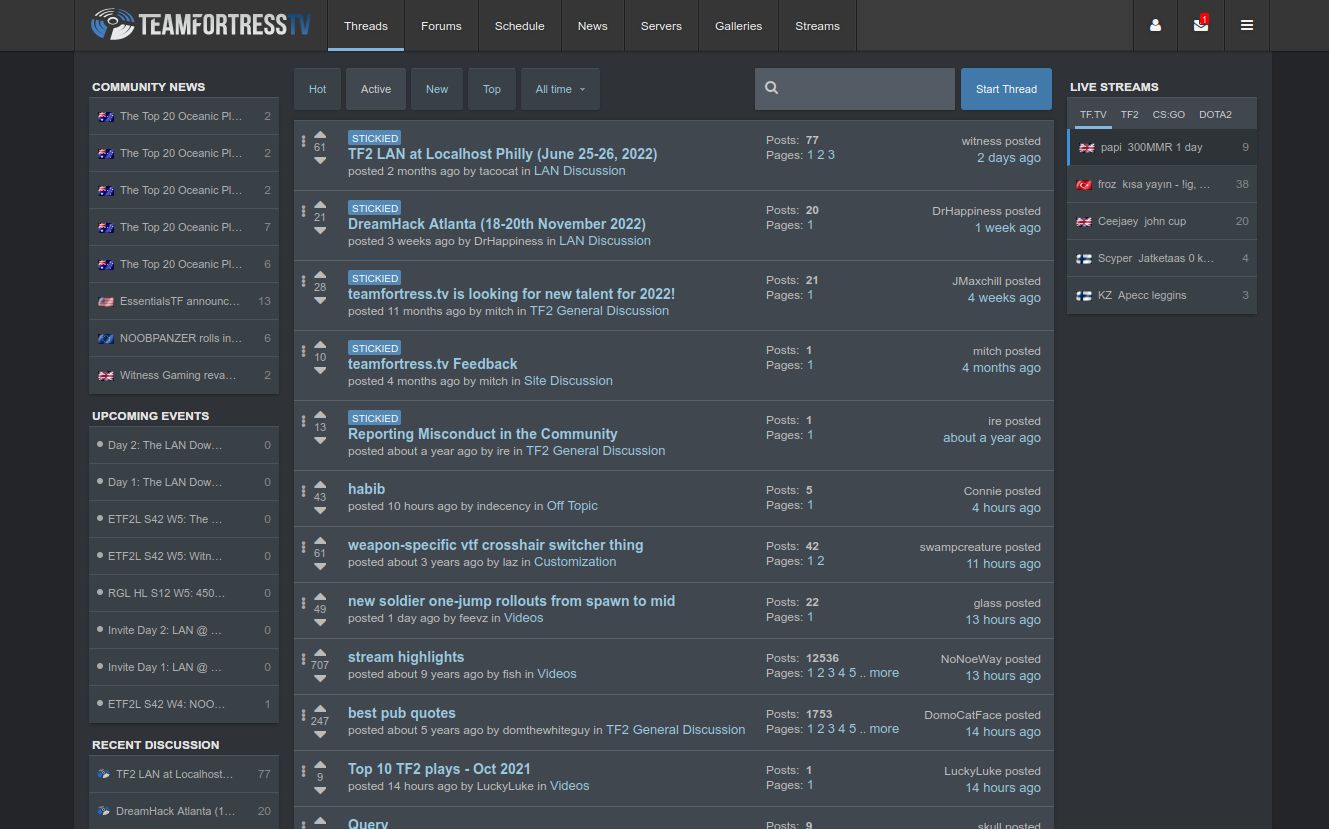 TEAMFORTRESSTV
Threads
Forums
Schedule
News
Servers
Galleries
Streams
1
COMMUNITY NEWS
The Top 20 Oceanic Pl... 2
The Top 20 Oceanic Pl... 2
The Top 20 Oceanic Pl... 2
The Top 20 Oceanic Pl... 7
The Top 20 Oceanic Pl... 6
EssentialsTF announc... 13
NOOBPANZER rolls in... 6
Witness Gaming reva... 2
UPCOMING EVENTS
Day 2: The LAN Dow... 0
Day 1: The LAN Dow... 0
ETF2L S42 W5: The ... 0
ETF2L S42 W5: Witn... 0
RGL HL S12 W5: 450... 0
Invite Day 2: LAN @ ... 0
Invite Day 1: LAN @ ... 0
ETF2L S42 W4: NOO... 1
RECENT DISCUSSION
TF2 LAN at Localhost... 77
DreamHack Atlanta (1... 20
Hot
Active
New
Top
All time
Start Thread
61
STICKIED
TF2 LAN at Localhost Philly (June 25-26, 2022)
posted 2 months ago by tacocat in LAN Discussion
Posts: 77
Pages: 1 2 3
witness posted
2 days ago
21
STICKIED
DreamHack Atlanta (18-20th November 2022)
posted 3 weeks ago by DrHappiness in LAN Discussion
Posts: 20
Pages: 1
DrHappiness posted
1 week ago
28
STICKIED
teamfortress.tv is looking for new talent for 2022!
posted 11 months ago by mitch in TF2 General Discussion
Posts: 21
Pages: 1
JMaxchill posted
4 weeks ago
10
STICKIED
teamfortress.tv Feedback
posted 4 months ago by mitch in Site Discussion
Posts: 1
Pages: 1
mitch posted
4 months ago
13
STICKIED
Reporting Misconduct in the Community
posted about a year ago by ire in TF2 General Discussion
Posts: 1
Pages: 1
ire posted
about a year ago
43
habib
posted 10 hours ago by indecency in Off Topic
Posts: 5
Pages: 1
Connie posted
4 hours ago
61
weapon-specific vtf crosshair switcher thing
posted about 3 years ago by laz in Customization
Posts: 42
Pages: 1 2
swampcreature posted
11 hours ago
49
new soldier one-jump rollouts from spawn to mid
posted 1 day ago by feevz in Videos
Posts: 22
Pages: 1
glass posted
13 hours ago
707
stream highlights
posted about 9 years ago by fish in Videos
Posts: 12536
Pages: 1 2 3 4 5 .. more
NoNoeWay posted
13 hours ago
247
best pub quotes
posted about 5 years ago by domthewhiteguy in TF2 General Discussion
Posts: 1753
Pages: 1 2 3 4 5 .. more
DomoCatFace posted
14 hours ago
9
Top 10 TF2 plays - Oct 2021
posted 14 hours ago by LuckyLuke in Videos
Posts: 1
Pages: 1
LuckyLuke posted
14 hours ago
Query
Posts: 9
skull posted
LIVE STREAMS
TF.TV TF2 CS:GO DOTA2
papi 300MMR 1 day 9
froz kısa yayın - !ig, ... 38
Ceejaey john cup 20
Scyper Jatketaas 0 k... 4
KZ Apecc leggins 3